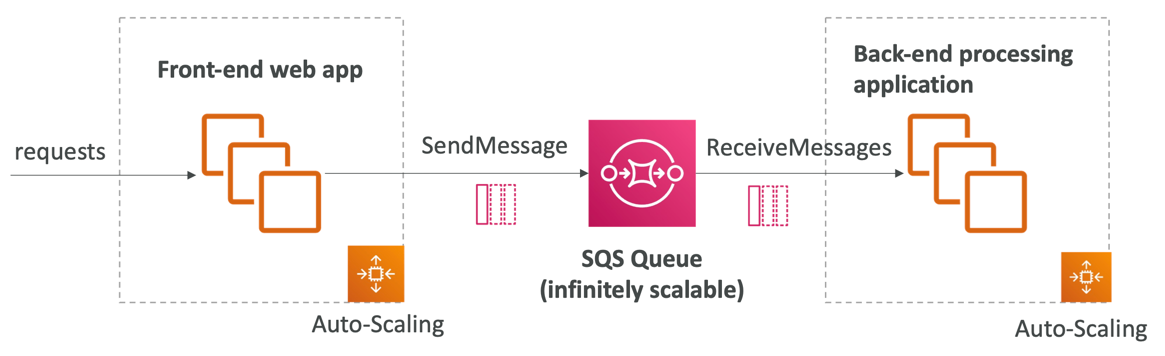 Front-end web app
Back-end processing
application
requests
SendMessage
ReceiveMessages
SQS Queue
(infinitely scalable)
Auto-Scaling
Auto-Scaling